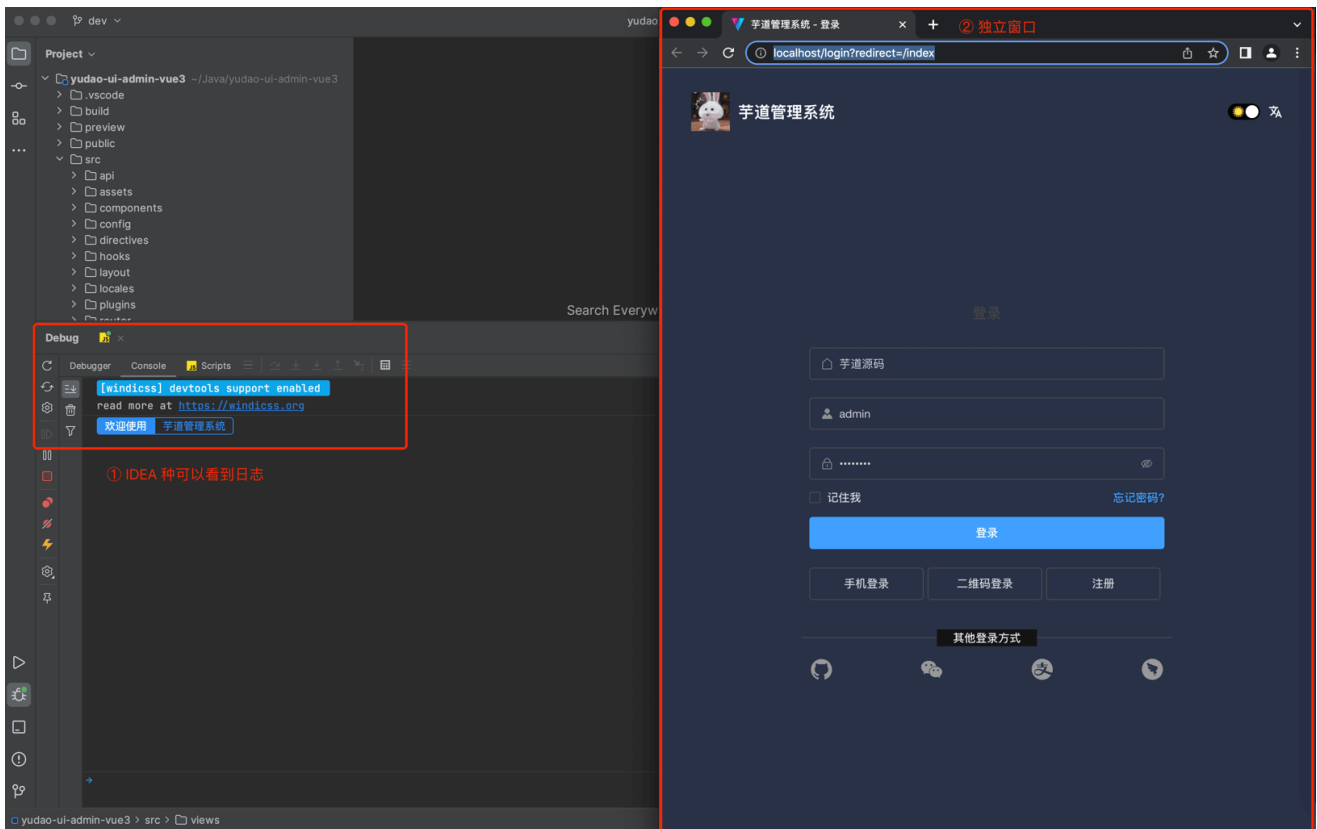 dev
yudao
Project
yudao-ui-admin-vue3 ~/Java/yudao-ui-admin-vue3
.vscode
build
preview
public
src
api
assets
components
config
directives
hooks
layout
locales
plugins
router
Search Everyw
Debug
Debugger Console Scripts
[windicss] devtools support enabled
read more at https://windicss.org
欢迎使用 芋道管理系统
① IDEA 种可以看到日志
yudao-ui-admin-vue3 > src > views
芋道管理系统 - 登录
② 独立窗口
localhost/login?redirect=/index
芋道管理系统
登录
芋道源码
admin
••••••••
记住我 忘记密码?
登录
手机登录 二维码登录 注册
其他登录方式